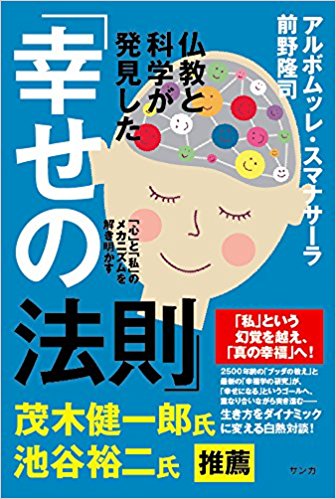 アルボムッレ・スマナサーラ
前野隆司
仏教と
科学が
発見した
「幸せの
法則」
「心」と「私」の
メカニズムを
解き明かす
「私」という
幻覚を越え、
「真の幸福」へ!
2500年前の「ブッダの教え」と
最新の「幸福学の研究」が、
「幸せになる」というゴールへ、
重なり合いながら突き進む――
生き方をダイナミック
に変える白熱対談!
茂木健一郎氏
池谷裕二氏
推薦
サンガ